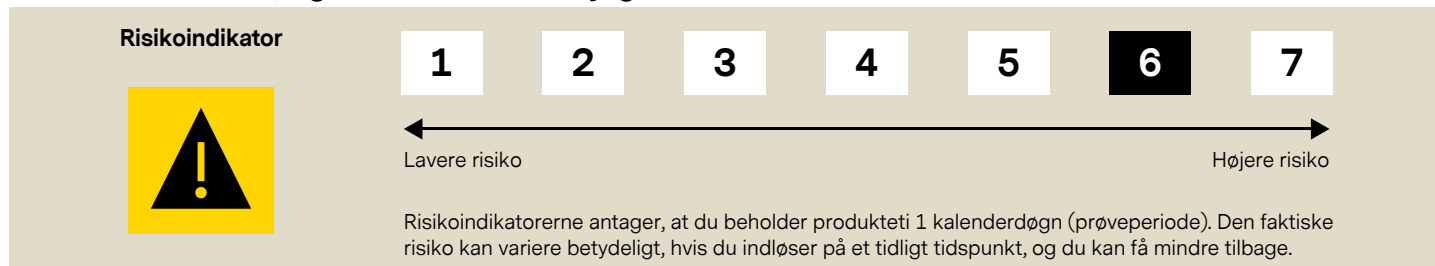 Risikoindikator
1 2 3 4 5 6 7
Lavere risiko Højere risiko
Risikoindikatorerne antager, at du beholder produkteti 1 kalenderdøgn (prøveperiode). Den faktiske
risiko kan variere betydeligt, hvis du indløser på et tidligt tidspunkt, og du kan få mindre tilbage.